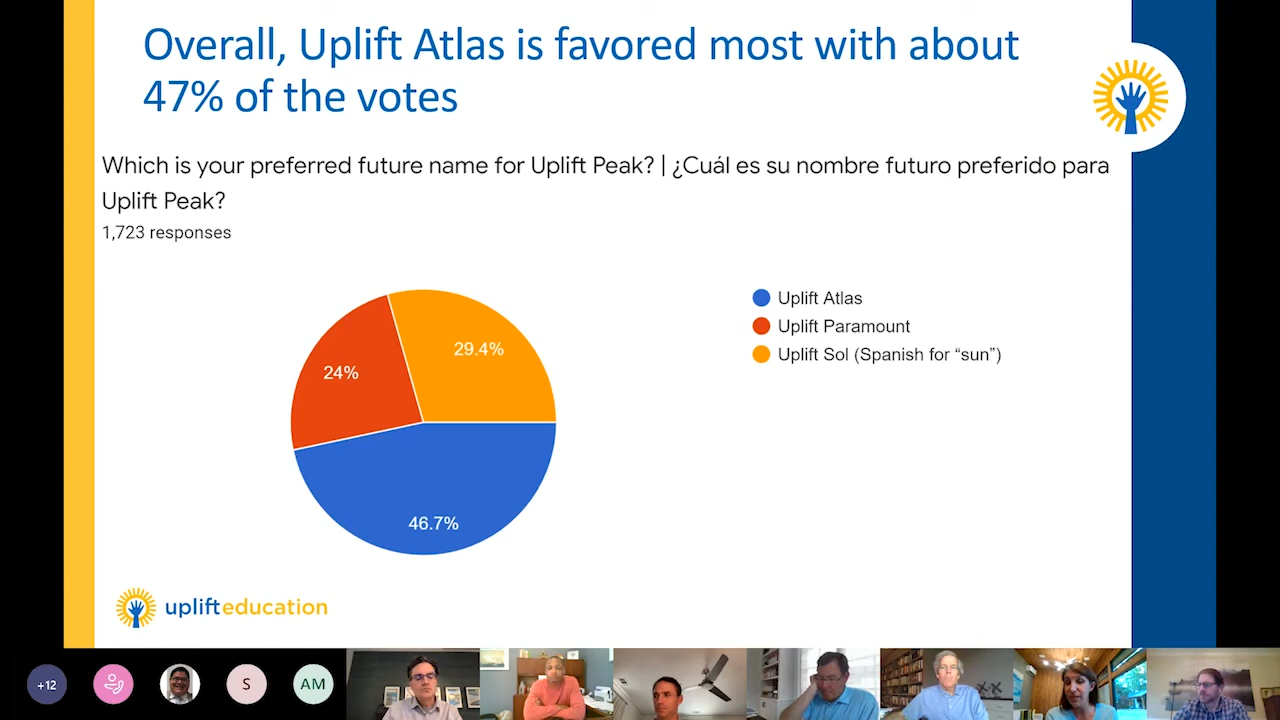 Overall, Uplift Atlas is favored most with about
47% of the votes
Which is your preferred future name for Uplift Peak? | ¿Cuál es su nombre futuro preferido para
Uplift Peak?
1,723 responses
Uplift Atlas
Uplift Paramount
Uplift Sol (Spanish for “sun”)
29.4%
24%
46.7%
uplifteducation
+12
S
AM